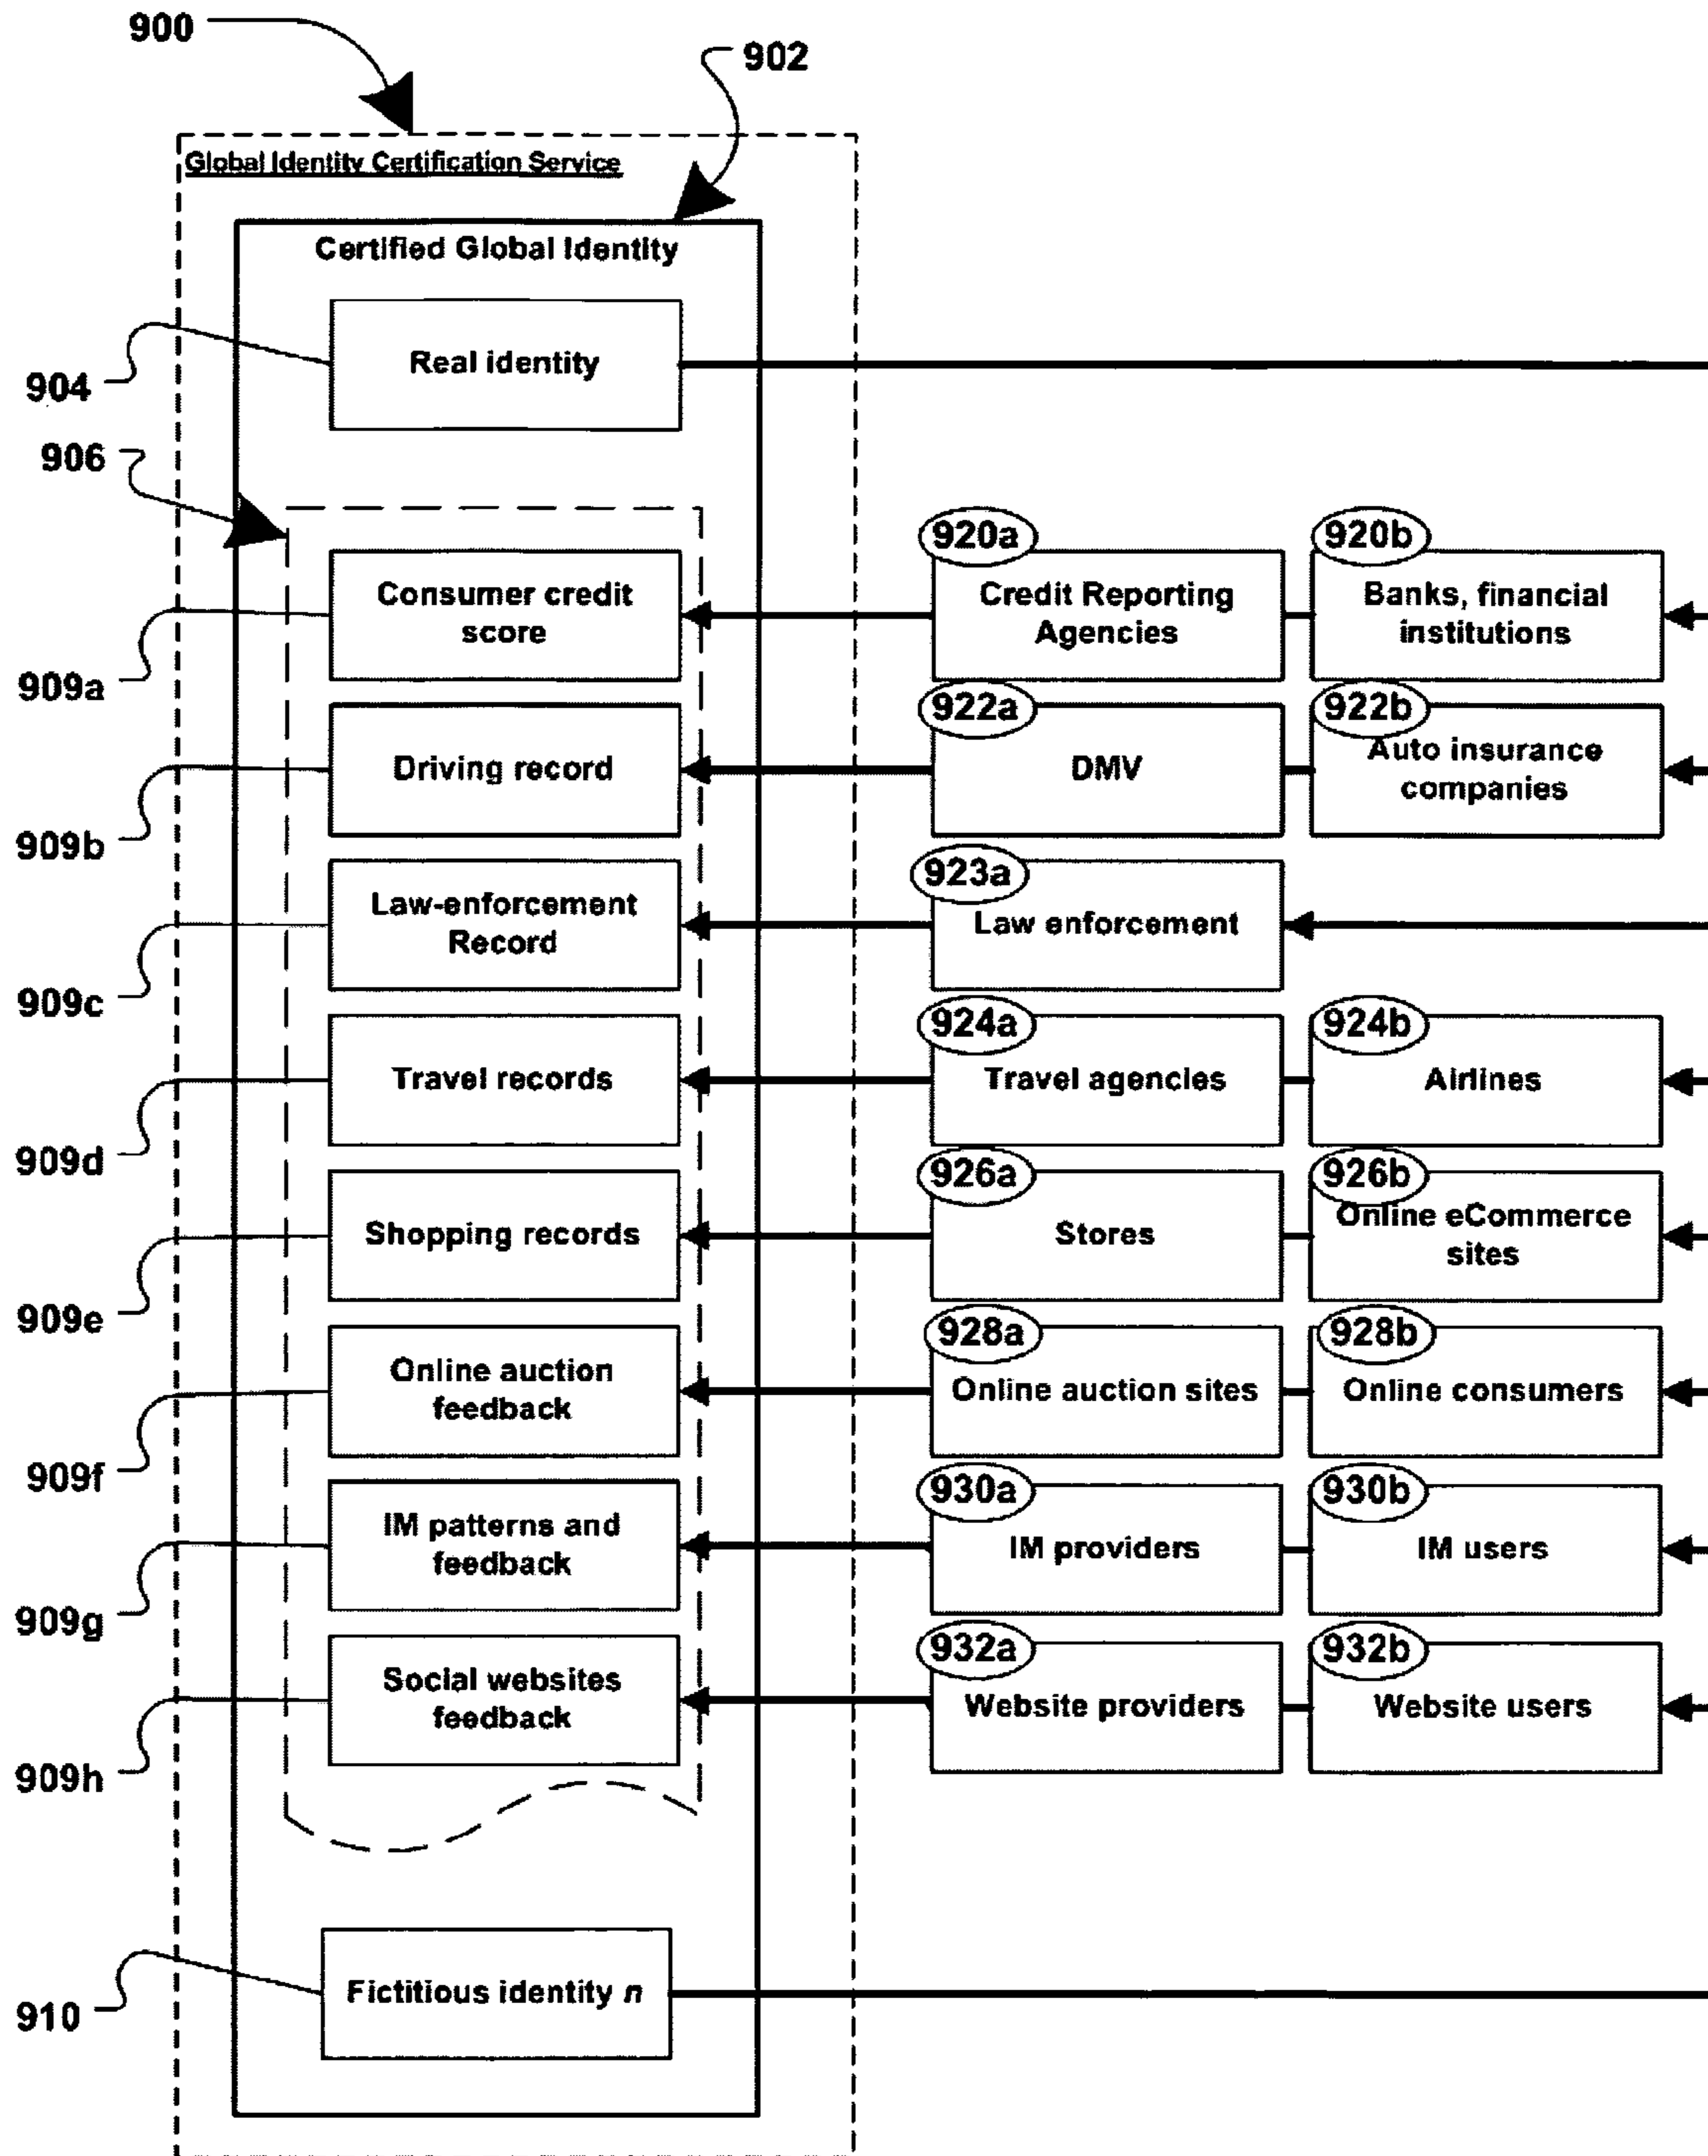 900
902
Global Identity Certification Service
Certified Global Identity
Real identity
904
906
920a
920b
Consumer credit
score
Credit Reporting
Agencies
Banks, financial
institutions
909a
922a
922b
Driving record
DMV
Auto insurance
companies
909b
923a
Law-enforcement
Record
Law enforcement
909c
924a
924b
Travel records
Travel agencies
Airlines
909d
926a
926b
Shopping records
Stores
Online eCommerce
sites
909e
928a
928b
Online auction
feedback
Online auction sites
Online consumers
909f
930a
930b
IM patterns and
feedback
IM providers
IM users
909g
932a
932b
Social websites
feedback
Website providers
Website users
909h
Fictitious identity n
910